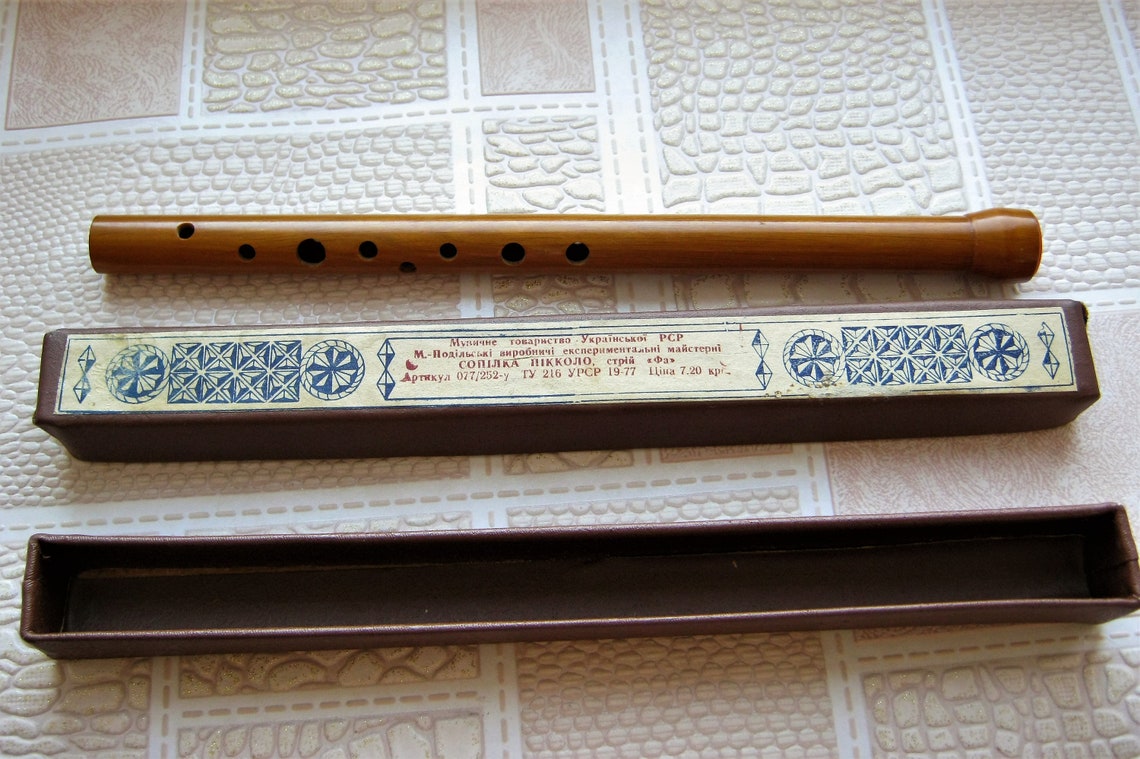 Музичне товариство Української РСР
М.-Подільські виробничі експериментальні майстерні
СОПІЛКА ПІККОЛО, стрій «Фа»
Артикул 077/252-у ТУ 216 УРСР 19-77 Ціна 7.20 крб.